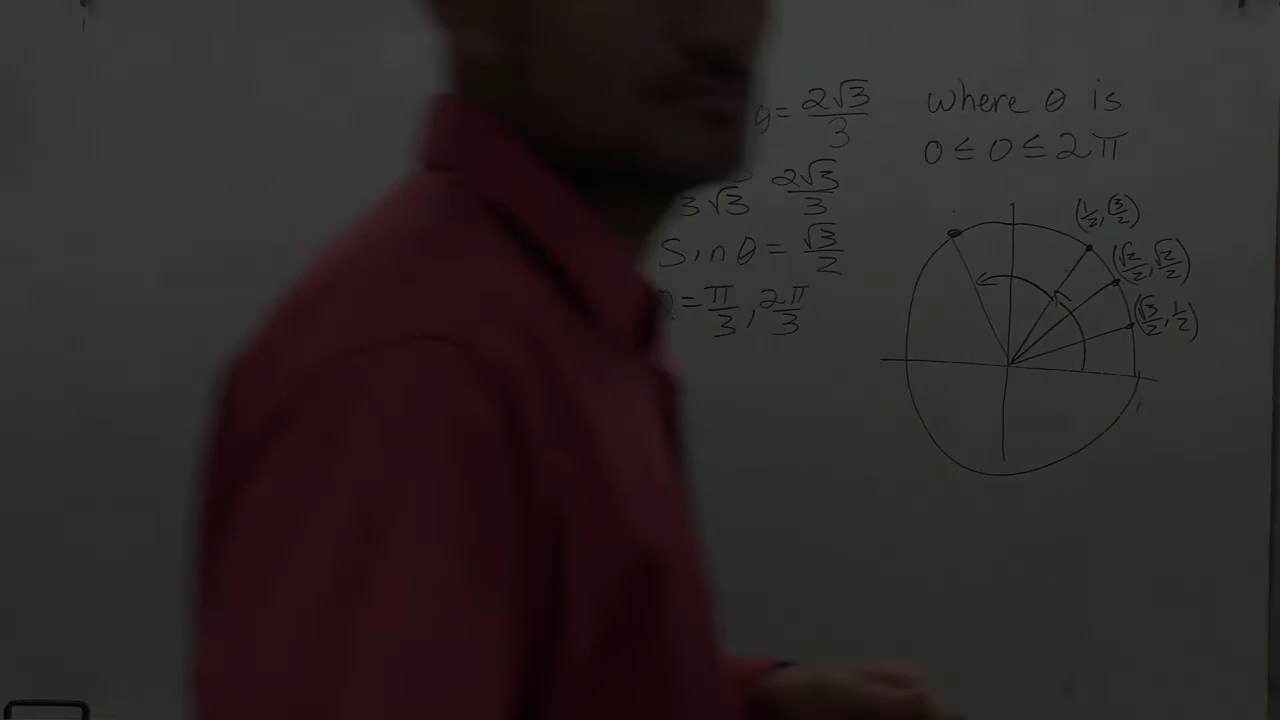 θ = 2√3/3
where θ is
0 ≤ θ ≤ 2π
3√3 2√3/3
Sin θ = √3/2
= π/3, 2π/3
(1/2, √3/2)
(√2/2, √2/2)
(√3/2, 1/2)